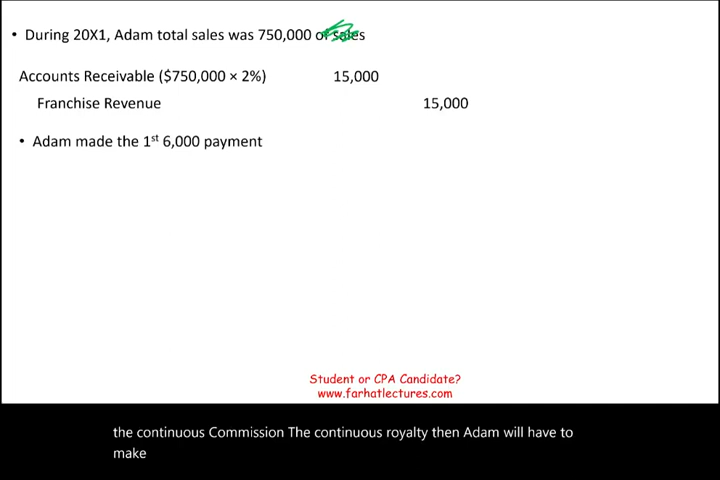 • During 20X1, Adam total sales was 750,000 of sales
Accounts Receivable ($750,000 × 2%) 15,000
Franchise Revenue 15,000
• Adam made the 1st 6,000 payment
Student or CPA Candidate?
www.farhatlectures.com
the continuous Commission The continuous royalty then Adam will have to
make